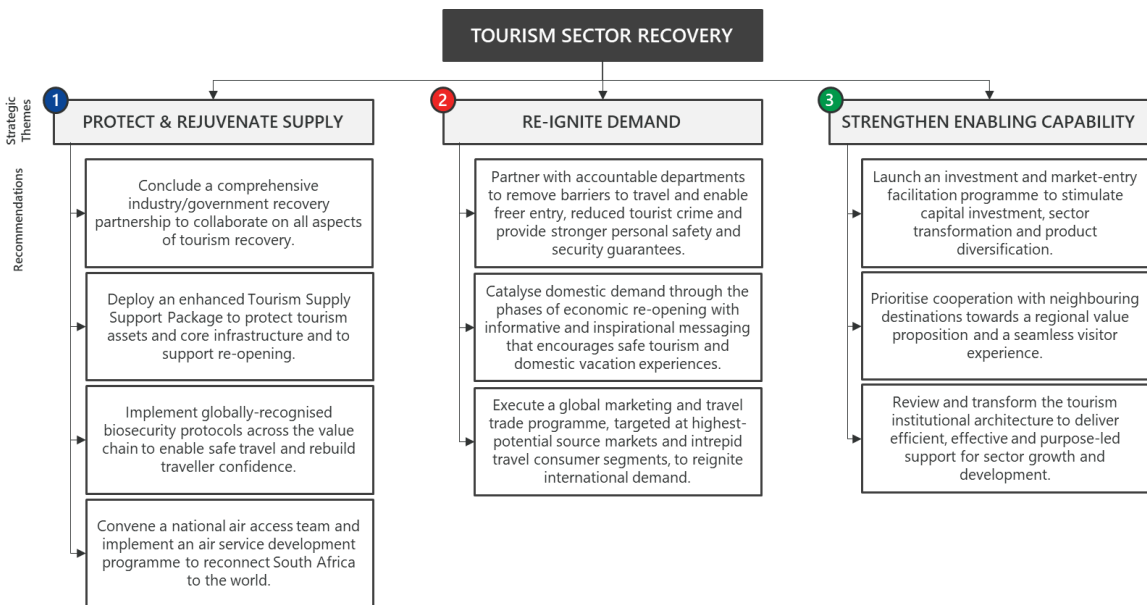 TOURISM SECTOR RECOVERY
Strategic
Themes
1
PROTECT & REJUVENATE SUPPLY
2
RE-IGNITE DEMAND
3
STRENGTHEN ENABLING CAPABILITY
Recommendations
Conclude a comprehensive
industry/government recovery
partnership to collaborate on all aspects
of tourism recovery.
Deploy an enhanced Tourism Supply
Support Package to protect tourism
assets and core infrastructure and to
support re-opening.
Implement globally-recognised
biosecurity protocols across the value
chain to enable safe travel and rebuild
traveller confidence.
Convene a national air access team and
implement an air service development
programme to reconnect South Africa
to the world.
Partner with accountable departments
to remove barriers to travel and enable
freer entry, reduced tourist crime and
provide stronger personal safety and
security guarantees.
Catalyse domestic demand through the
phases of economic re-opening with
informative and inspirational messaging
that encourages safe tourism and
domestic vacation experiences.
Execute a global marketing and travel
trade programme, targeted at highest-
potential source markets and intrepid
travel consumer segments, to reignite
international demand.
Launch an investment and market-entry
facilitation programme to stimulate
capital investment, sector
transformation and product
diversification.
Prioritise cooperation with neighbouring
destinations towards a regional value
proposition and a seamless visitor
experience.
Review and transform the tourism
institutional architecture to deliver
efficient, effective and purpose-led
support for sector growth and
development.